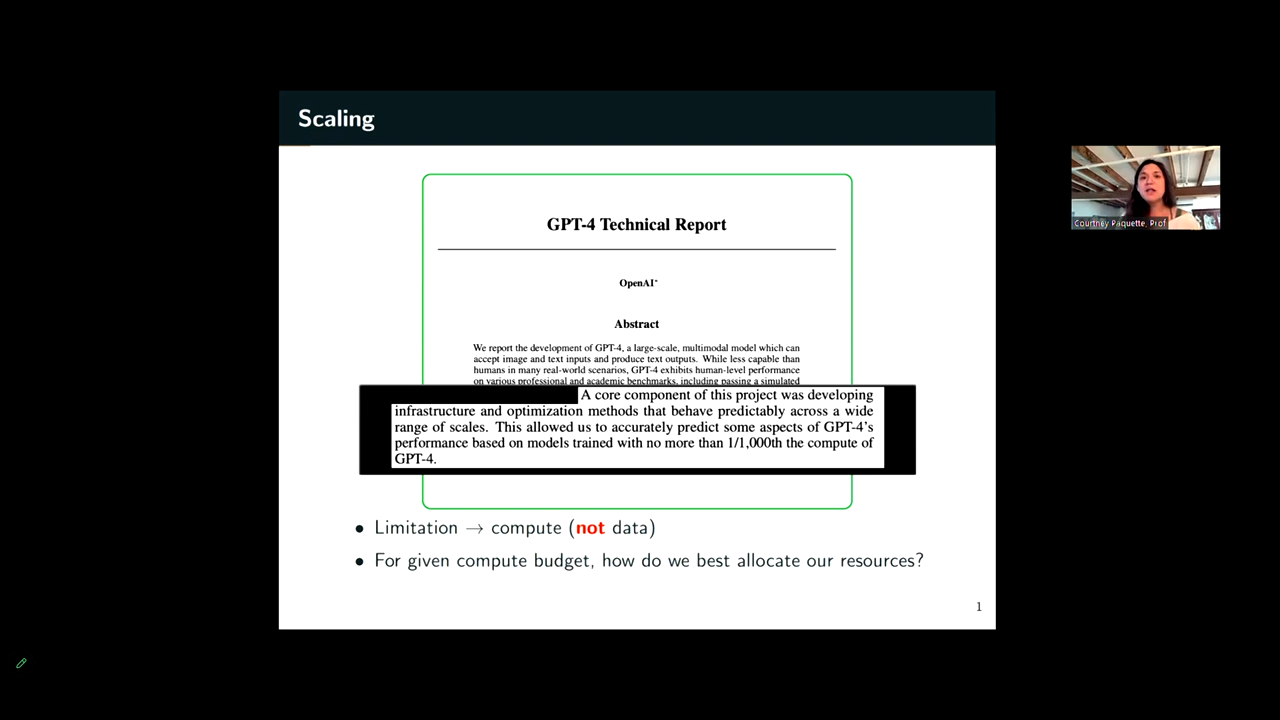 Scaling
GPT-4 Technical Report
OpenAI*
Abstract
We report the development of GPT-4, a large-scale, multimodal model which can
accept image and text inputs and produce text outputs. While less capable than
humans in many real-world scenarios, GPT-4 exhibits human-level performance
on various professional and academic benchmarks, including passing a simulated
A core component of this project was developing
infrastructure and optimization methods that behave predictably across a wide
range of scales. This allowed us to accurately predict some aspects of GPT-4's
performance based on models trained with no more than 1/1,000th the compute of
GPT-4.
• Limitation → compute (not data)
• For given compute budget, how do we best allocate our resources?
1
Courtney Paquette, Prof